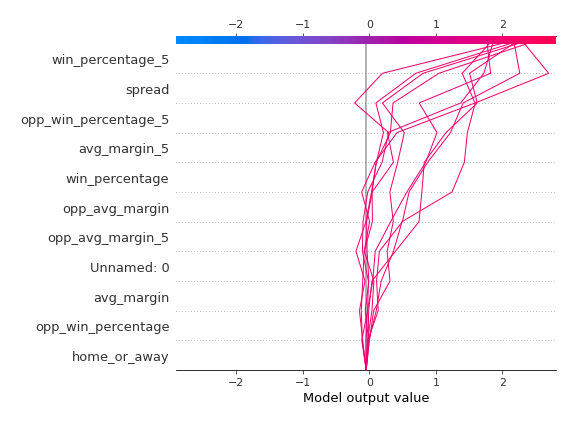 −2 −1 0 1 2
win_percentage_5
spread
opp_win_percentage_5
avg_margin_5
win_percentage
opp_avg_margin
opp_avg_margin_5
Unnamed: 0
avg_margin
opp_win_percentage
home_or_away
−2 −1 0 1 2
Model output value